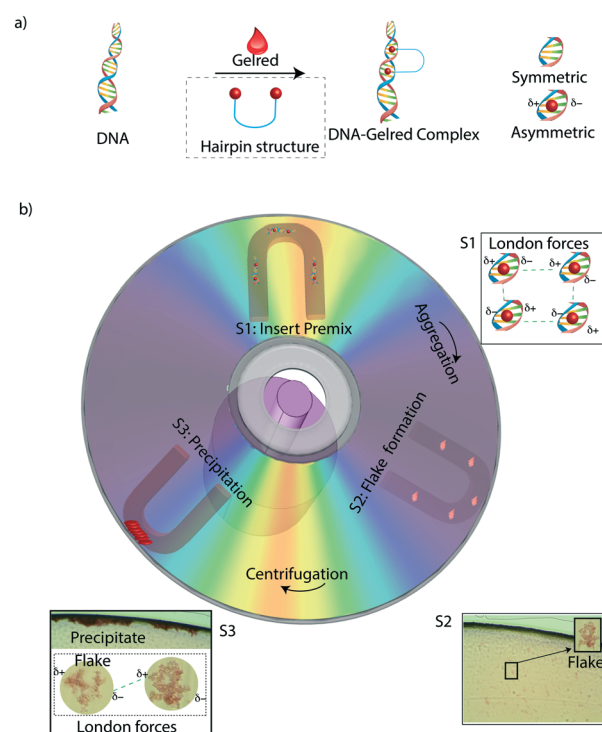 a)
Gelred
DNA
Hairpin structure
DNA-Gelred Complex
Symmetric
δ+ δ−
Asymmetric
b)
S1: Insert Premix
Aggregation
S2: Flake formation
S3: Precipitation
Centrifugation
S1
London forces
δ+ δ− δ+
δ−
δ− δ+ δ−
δ+
S3
Precipitate
Flake
δ+ δ+
δ− δ−
London forces
S2
Flake